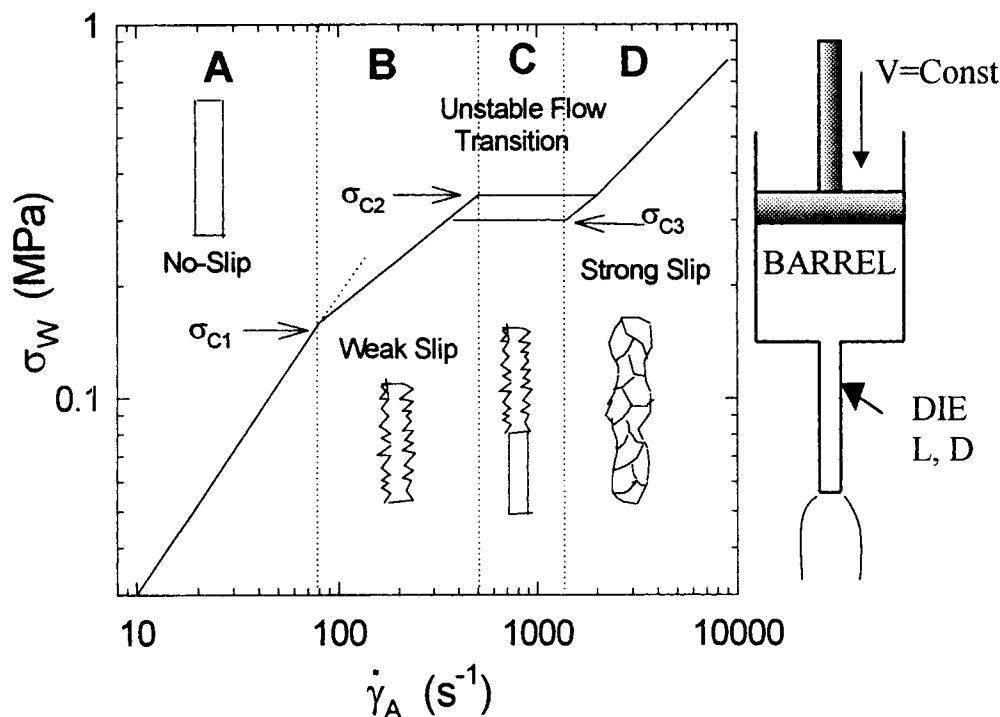 1
A
B
C
D
Unstable Flow
Transition
σC2
σC3
No-Slip
Strong Slip
σC1
Weak Slip
σW (MPa)
0.1
10
100
1000
10000
γ̇A (s⁻¹)
V=Const
BARREL
DIE
L, D